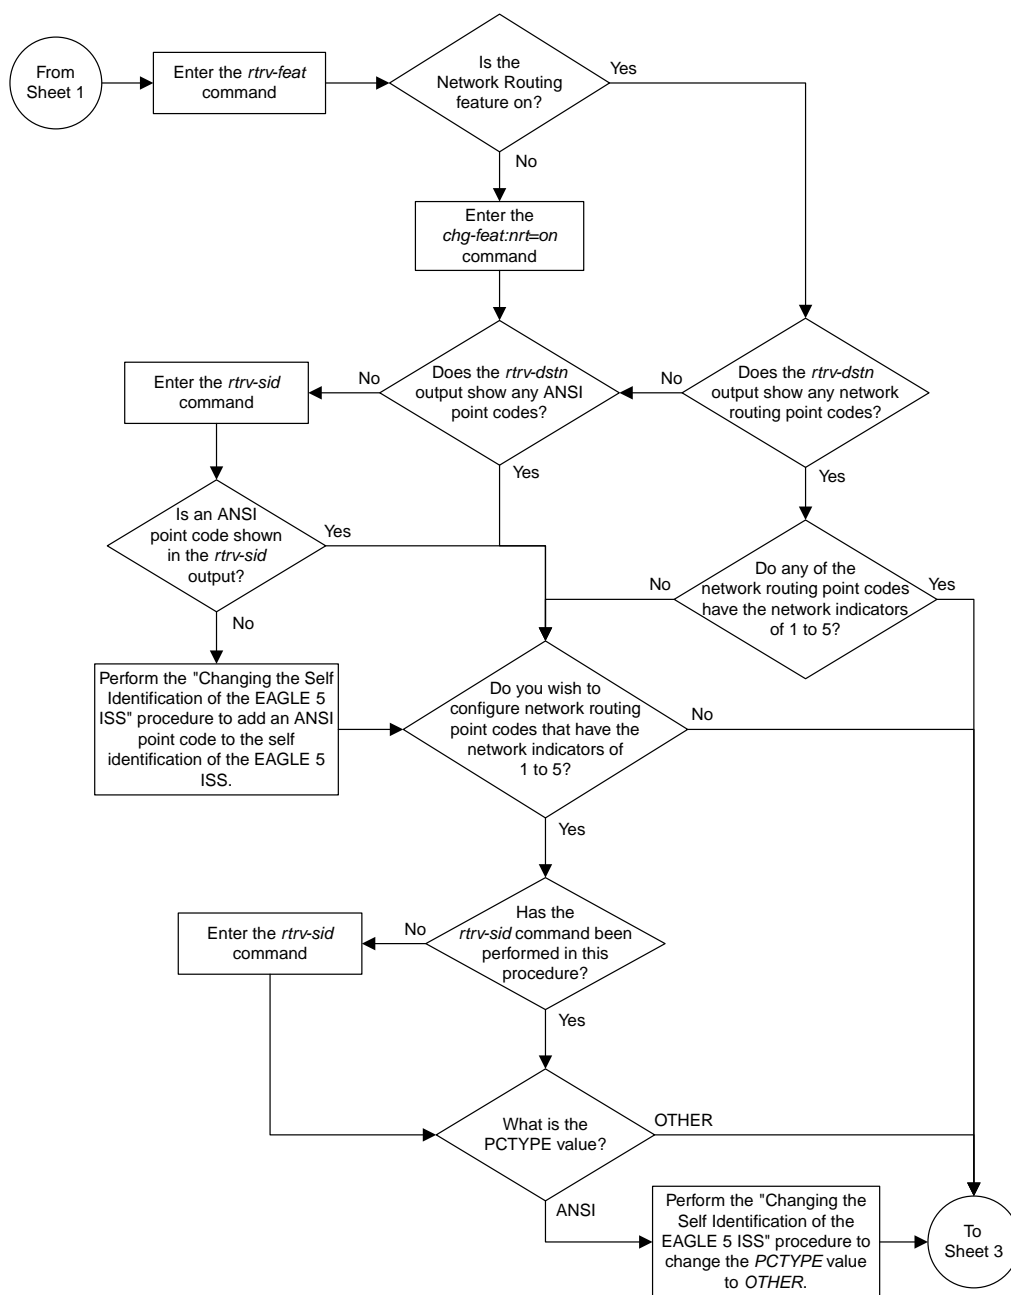 From
Sheet 1
Enter the rtrv-feat
command
Is the
Network Routing
feature on?
Yes
No
Enter the
chg-feat:nrt=on
command
Enter the rtrv-sid
command
No
Does the rtrv-dstn
output show any ANSI
point codes?
No
Does the rtrv-dstn
output show any network
routing point codes?
Yes
Yes
Is an ANSI
point code shown
in the rtrv-sid
output?
Yes
No
No
Do any of the
network routing point codes
have the network indicators
of 1 to 5?
Yes
Perform the "Changing the Self
Identification of the EAGLE 5
ISS" procedure to add an ANSI
point code to the self
identification of the EAGLE 5
ISS.
Do you wish to
configure network routing
point codes that have the
network indicators of
1 to 5?
No
Yes
Enter the rtrv-sid
command
No
Has the
rtrv-sid command been
performed in this
procedure?
Yes
What is the
PCTYPE value?
OTHER
ANSI
Perform the "Changing the
Self Identification of the
EAGLE 5 ISS" procedure to
change the PCTYPE value
to OTHER.
To
Sheet 3